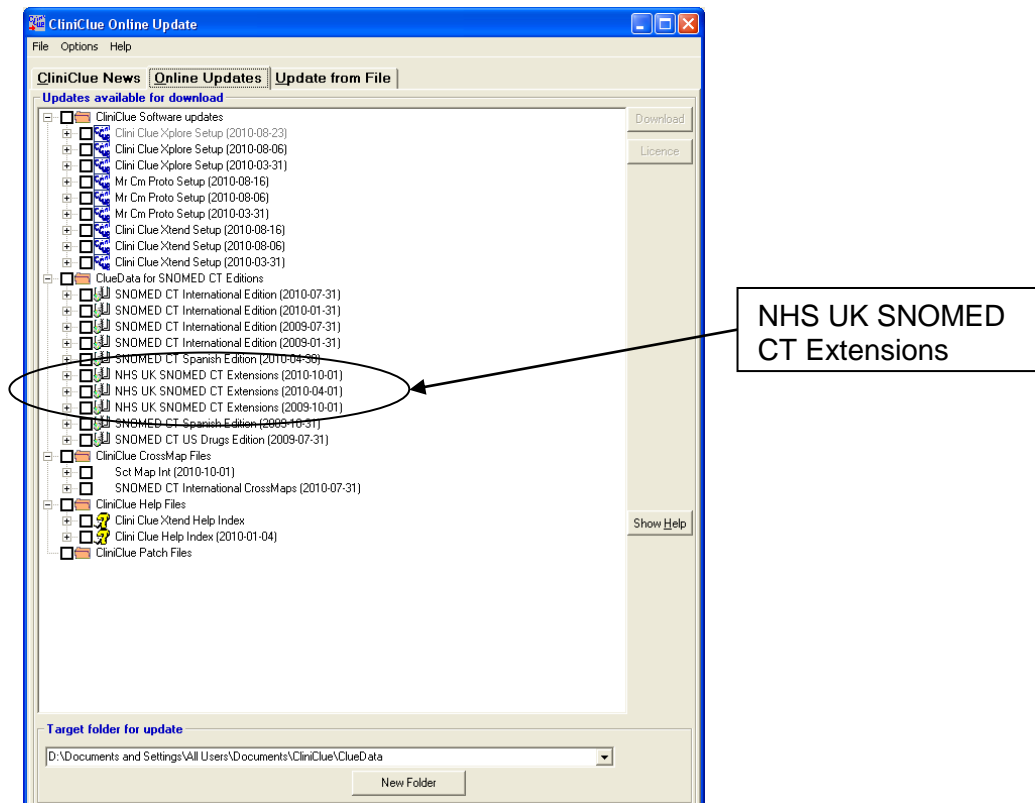 CliniClue Online Update
File Options Help
CliniClue News Online Updates Update from File
Updates available for download
CliniClue Software updates
Clini Clue Xplore Setup (2010-08-23)
Clini Clue Xplore Setup (2010-08-06)
Clini Clue Xplore Setup (2010-03-31)
Mr Cm Proto Setup (2010-08-16)
Mr Cm Proto Setup (2010-08-06)
Mr Cm Proto Setup (2010-03-31)
Clini Clue Xtend Setup (2010-08-16)
Clini Clue Xtend Setup (2010-08-06)
Clini Clue Xtend Setup (2010-03-31)
ClueData for SNOMED CT Editions
SNOMED CT International Edition (2010-07-31)
SNOMED CT International Edition (2010-01-31)
SNOMED CT International Edition (2009-07-31)
SNOMED CT International Edition (2009-01-31)
SNOMED CT Spanish Edition (2010-04-30)
NHS UK SNOMED CT Extensions (2010-10-01)
NHS UK SNOMED CT Extensions (2010-04-01)
NHS UK SNOMED CT Extensions (2009-10-01)
SNOMED CT Spanish Edition (2009-10-31)
SNOMED CT US Drugs Edition (2009-07-31)
CliniClue CrossMap Files
Sct Map Int (2010-10-01)
SNOMED CT International CrossMaps (2010-07-31)
CliniClue Help Files
Clini Clue Xtend Help Index
Clini Clue Help Index (2010-01-04)
CliniClue Patch Files
Download
Licence
Show Help
Target folder for update
D:\Documents and Settings\All Users\Documents\CliniClue\ClueData
New Folder
NHS UK SNOMED
CT Extensions